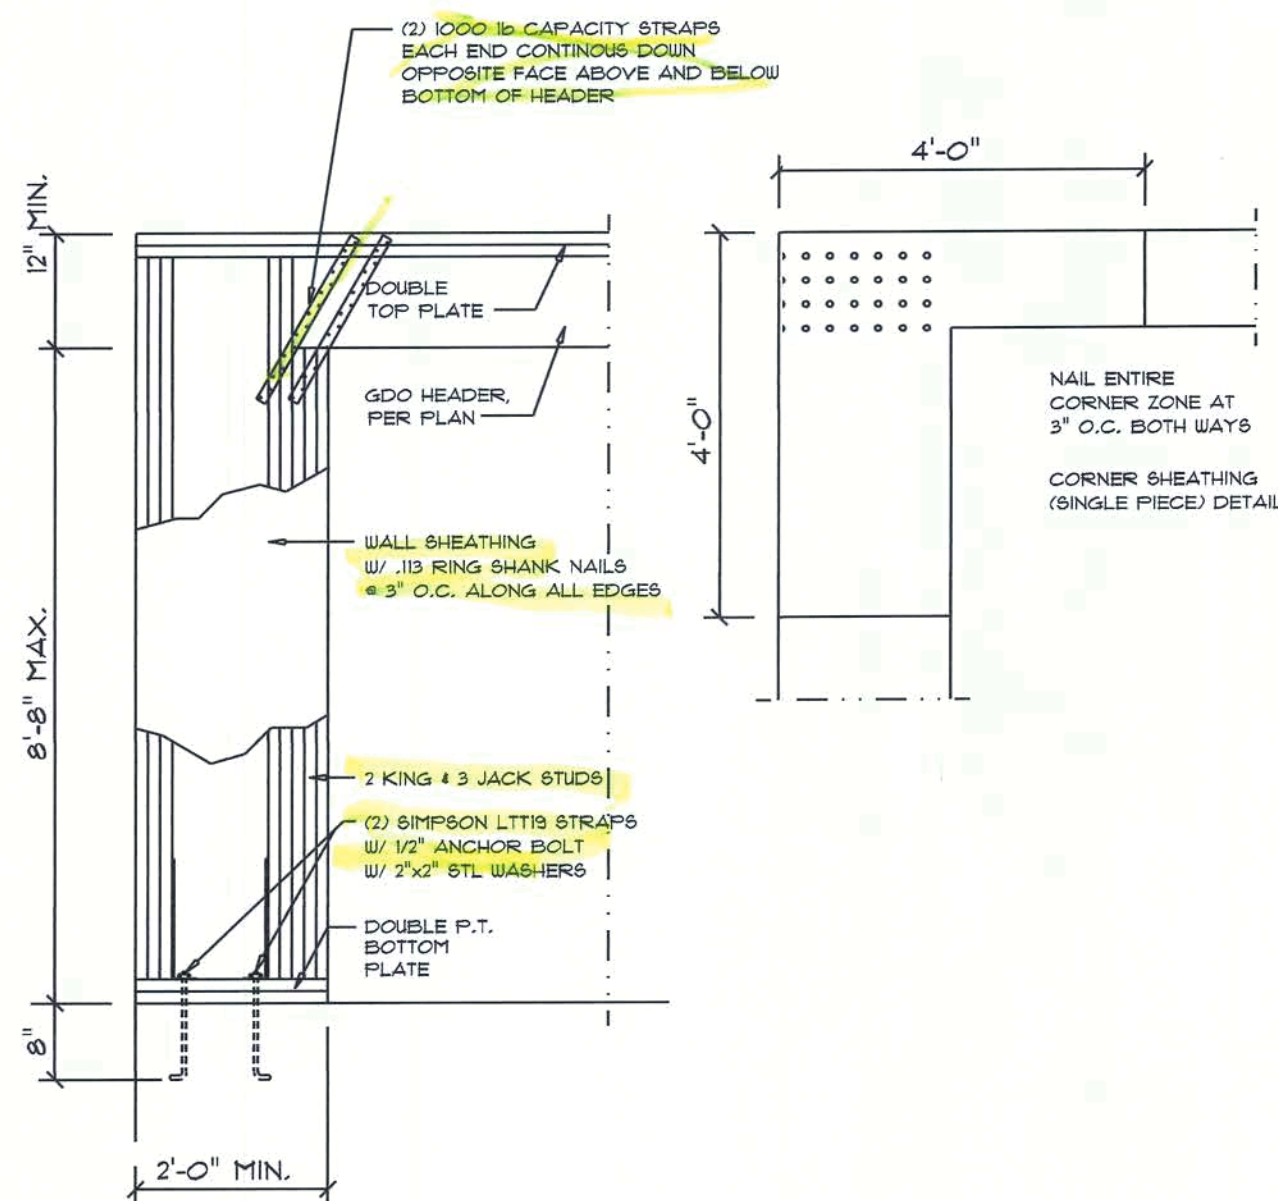 (2) 1000 lb CAPACITY STRAPS
EACH END CONTINOUS DOWN
OPPOSITE FACE ABOVE AND BELOW
BOTTOM OF HEADER
4'-0"
12" MIN.
DOUBLE
TOP PLATE
GDO HEADER,
PER PLAN
4'-0"
NAIL ENTIRE
CORNER ZONE AT
3" O.C. BOTH WAYS
CORNER SHEATHING
(SINGLE PIECE) DETAIL
WALL SHEATHING
W/ .113 RING SHANK NAILS
@ 3" O.C. ALONG ALL EDGES
8'-8" MAX.
2 KING & 3 JACK STUDS
(2) SIMPSON LTT19 STRAPS
W/ 1/2" ANCHOR BOLT
W/ 2"x2" STL WASHERS
DOUBLE P.T.
BOTTOM
PLATE
8"
2'-0" MIN.